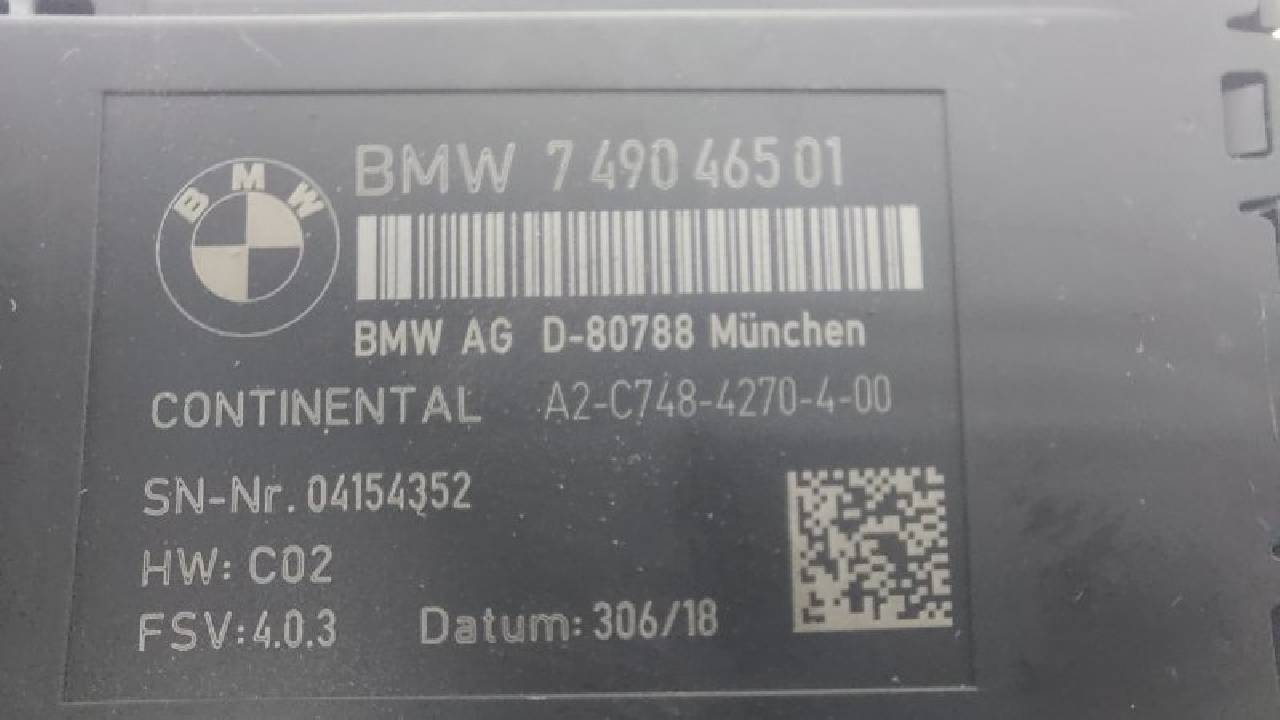 BMW
BMW 7 490 465 01
BMW AG D-80788 München
CONTINENTAL A2-C748-4270-4-00
SN-Nr. 04154352
HW: C02
FSV:4.0.3 Datum: 306/18